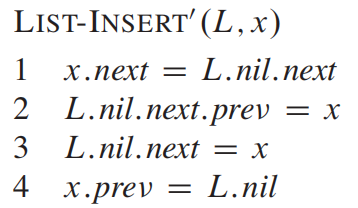 LIST-INSERT′(L, x)
1 x.next = L.nil.next
2 L.nil.next.prev = x
3 L.nil.next = x
4 x.prev = L.nil